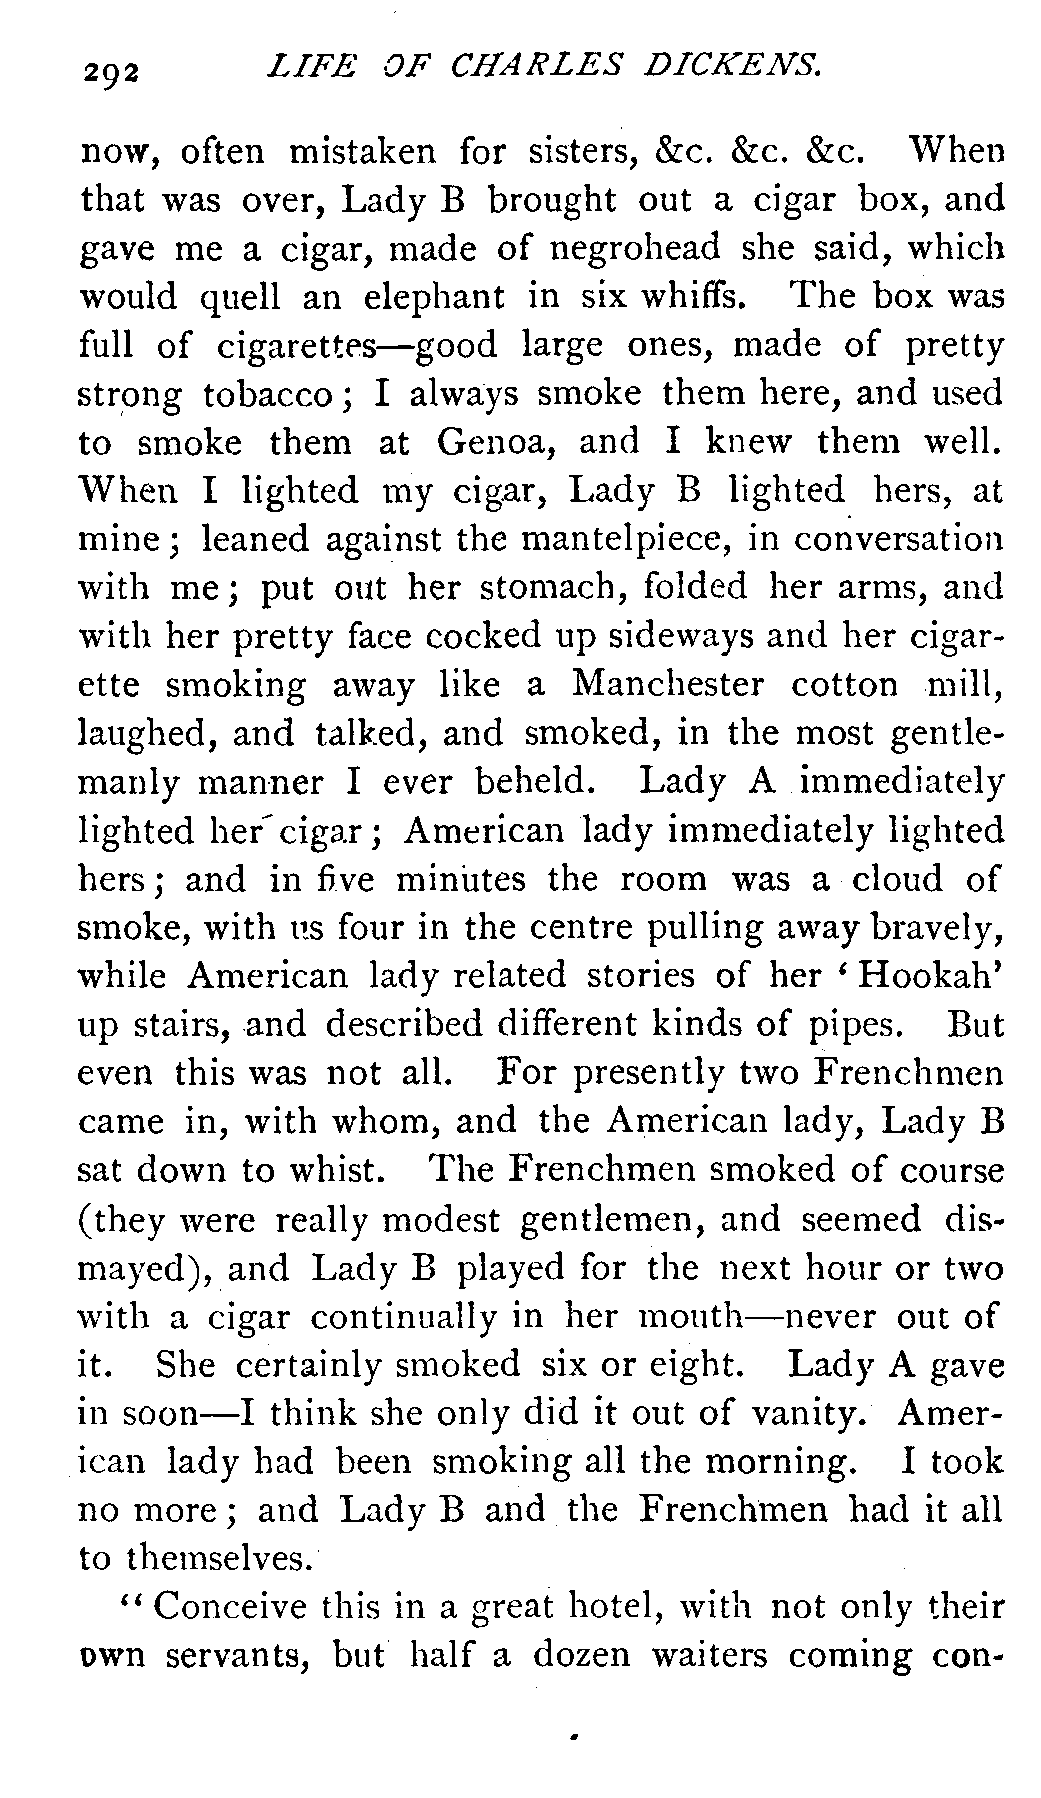 292 LIFE OF CHARLES DICKENS.
now, often mistaken for sisters, &c. &c. &c. When
that was over, Lady B brought out a cigar box, and
gave me a cigar, made of negrohead she said, which
would quell an elephant in six whiffs. The box was
full of cigarettes—good large ones, made of pretty
strong tobacco; I always smoke them here, and used
to smoke them at Genoa, and I knew them well.
When I lighted my cigar, Lady B lighted hers, at
mine; leaned against the mantelpiece, in conversation
with me; put out her stomach, folded her arms, and
with her pretty face cocked up sideways and her cigar-
ette smoking away like a Manchester cotton mill,
laughed, and talked, and smoked, in the most gentle-
manly manner I ever beheld. Lady A immediately
lighted her cigar; American lady immediately lighted
hers; and in five minutes the room was a cloud of
smoke, with us four in the centre pulling away bravely,
while American lady related stories of her ‘Hookah’
up stairs, and described different kinds of pipes. But
even this was not all. For presently two Frenchmen
came in, with whom, and the American lady, Lady B
sat down to whist. The Frenchmen smoked of course
(they were really modest gentlemen, and seemed dis-
mayed), and Lady B played for the next hour or two
with a cigar continually in her mouth—never out of
it. She certainly smoked six or eight. Lady A gave
in soon—I think she only did it out of vanity. Amer-
ican lady had been smoking all the morning. I took
no more; and Lady B and the Frenchmen had it all
to themselves.
“Conceive this in a great hotel, with not only their
own servants, but half a dozen waiters coming con-